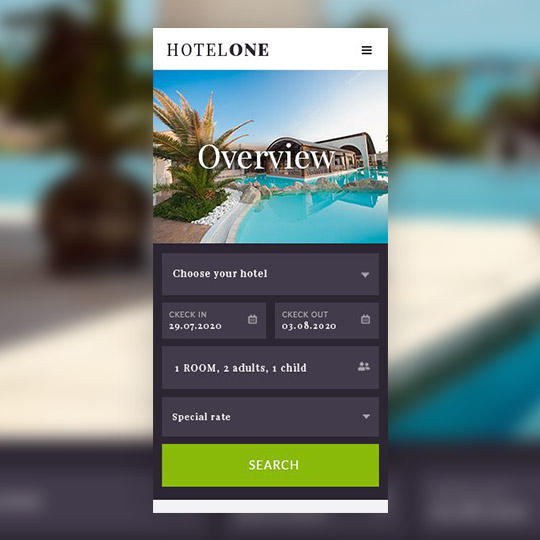 HOTELONE
Overview
Choose your hotel
CKECK IN
29.07.2020
CKECK OUT
03.08.2020
1 ROOM, 2 adults, 1 child
Special rate
SEARCH